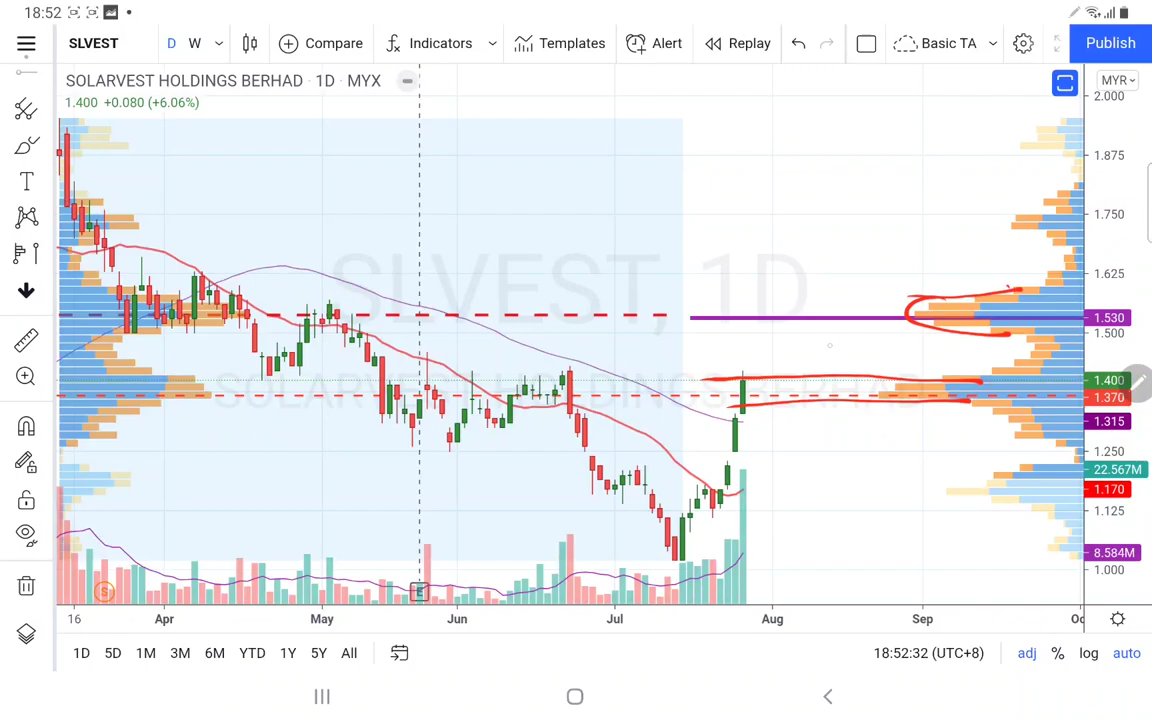 18:52
SLVEST D W Compare Indicators Templates Alert Replay Basic TA Publish
SOLARVEST HOLDINGS BERHAD · 1D · MYX
MYR
1.400 +0.080 (+6.06%)
2.000
1.875
1.750
1.625
1.530
1.500
1.400
1.370
1.315
1.250
22.567M
1.170
1.125
8.584M
1.000
SLVEST, 1D
SOLARVEST HOLDINGS BERHAD
S
E
16 Apr May Jun Jul Aug Sep Oc
1D 5D 1M 3M 6M YTD 1Y 5Y All 18:52:32 (UTC+8) adj % log auto